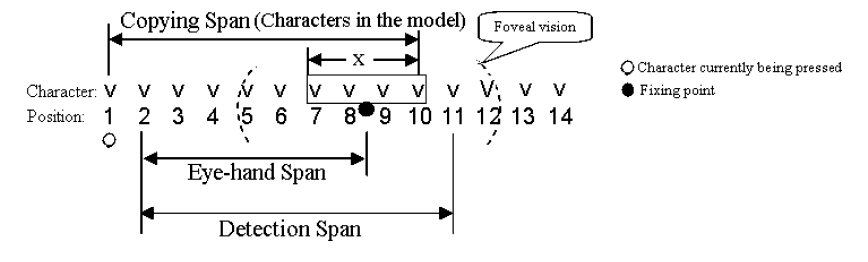 Copying Span (Characters in the model)
Foveal vision
x
Character: v v v v v v v v v v v v v v
Position: 1 2 3 4 5 6 7 8 9 10 11 12 13 14
Character currently being pressed
Fixing point
Eye-hand Span
Detection Span